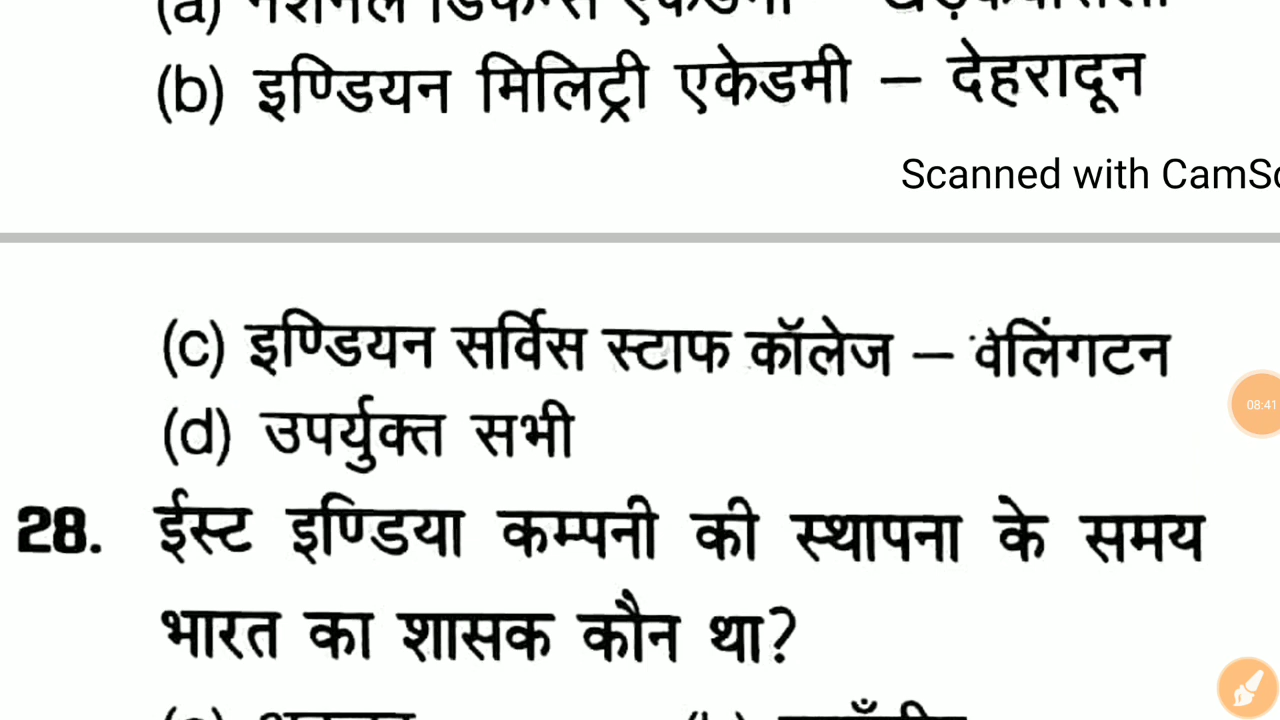 (b) इण्डियन मिलिट्री एकेडमी – देहरादून
Scanned with CamSc
(c) इण्डियन सर्विस स्टाफ कॉलेज – वैलिंगटन
08:41
(d) उपर्युक्त सभी
28. ईस्ट इण्डिया कम्पनी की स्थापना के समय
भारत का शासक कौन था?